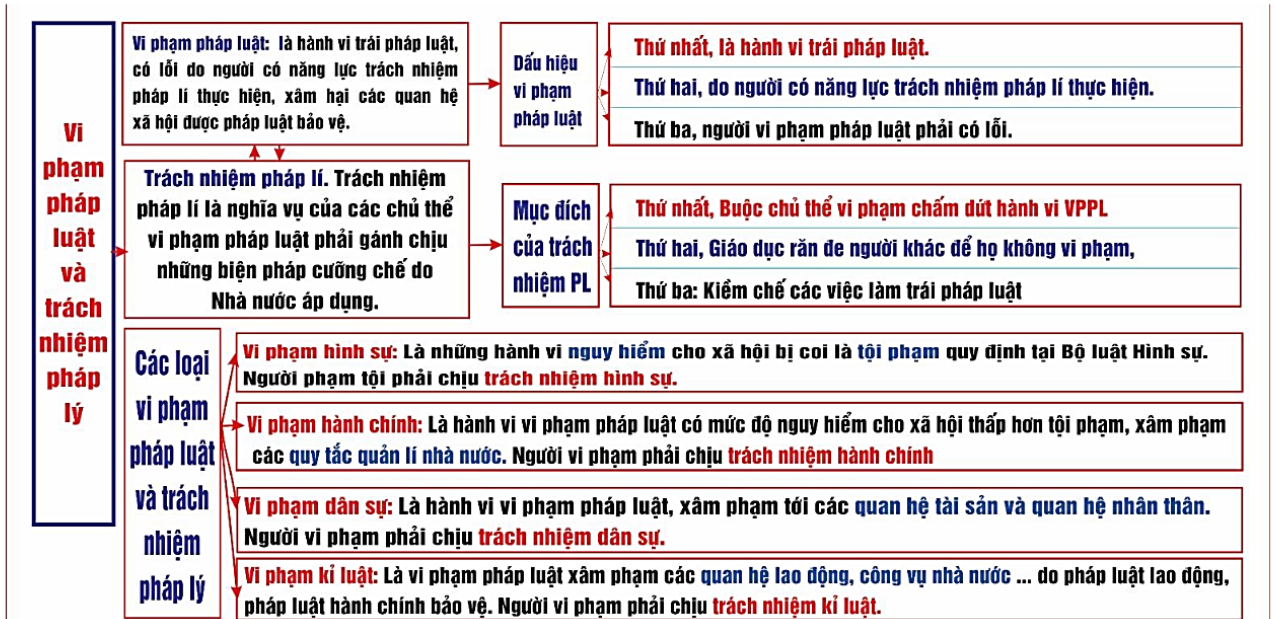 Vi
phạm
pháp
luật
và
trách
nhiệm
pháp
lý
Vi phạm pháp luật: là hành vi trái pháp luật,
có lỗi do người có năng lực trách nhiệm
pháp lí thực hiện, xâm hại các quan hệ
xã hội được pháp luật bảo vệ.
Dấu hiệu
vi phạm
pháp luật
Thứ nhất, là hành vi trái pháp luật.
Thứ hai, do người có năng lực trách nhiệm pháp lí thực hiện.
Thứ ba, người vi phạm pháp luật phải có lỗi.
Trách nhiệm pháp lí. Trách nhiệm
pháp lí là nghĩa vụ của các chủ thể
vi phạm pháp luật phải gánh chịu
những biện pháp cưỡng chế do
Nhà nước áp dụng.
Mục đích
của trách
nhiệm PL
Thứ nhất, Buộc chủ thể vi phạm chấm dứt hành vi VPPL
Thứ hai, Giáo dục răn đe người khác để họ không vi phạm,
Thứ ba: Kiềm chế các việc làm trái pháp luật
Các loại
vi phạm
pháp luật
và trách
nhiệm
pháp lý
Vi phạm hình sự: Là những hành vi nguy hiểm cho xã hội bị coi là tội phạm quy định tại Bộ luật Hình sự.
Người phạm tội phải chịu trách nhiệm hình sự.
Vi phạm hành chính: Là hành vi vi phạm pháp luật có mức độ nguy hiểm cho xã hội thấp hơn tội phạm, xâm phạm
các quy tắc quản lí nhà nước. Người vi phạm phải chịu trách nhiệm hành chính
Vi phạm dân sự: Là hành vi vi phạm pháp luật, xâm phạm tới các quan hệ tài sản và quan hệ nhân thân.
Người vi phạm phải chịu trách nhiệm dân sự.
Vi phạm kỉ luật: Là vi phạm pháp luật xâm phạm các quan hệ lao động, công vụ nhà nước ... do pháp luật lao động,
pháp luật hành chính bảo vệ. Người vi phạm phải chịu trách nhiệm kỉ luật.